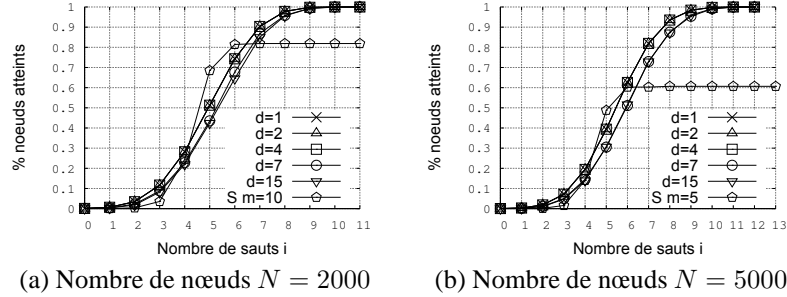 % noeuds atteints
1
0.9
0.8
0.7
0.6
0.5
0.4
0.3
0.2
0.1
0
d=1
d=2
d=4
d=7
d=15
S m=10
0 1 2 3 4 5 6 7 8 9 10 11
Nombre de sauts i
(a) Nombre de nœuds N = 2000
% noeuds atteints
1
0.9
0.8
0.7
0.6
0.5
0.4
0.3
0.2
0.1
0
d=1
d=2
d=4
d=7
d=15
S m=5
0 1 2 3 4 5 6 7 8 9 10 11 12 13
Nombre de sauts i
(b) Nombre de nœuds N = 5000